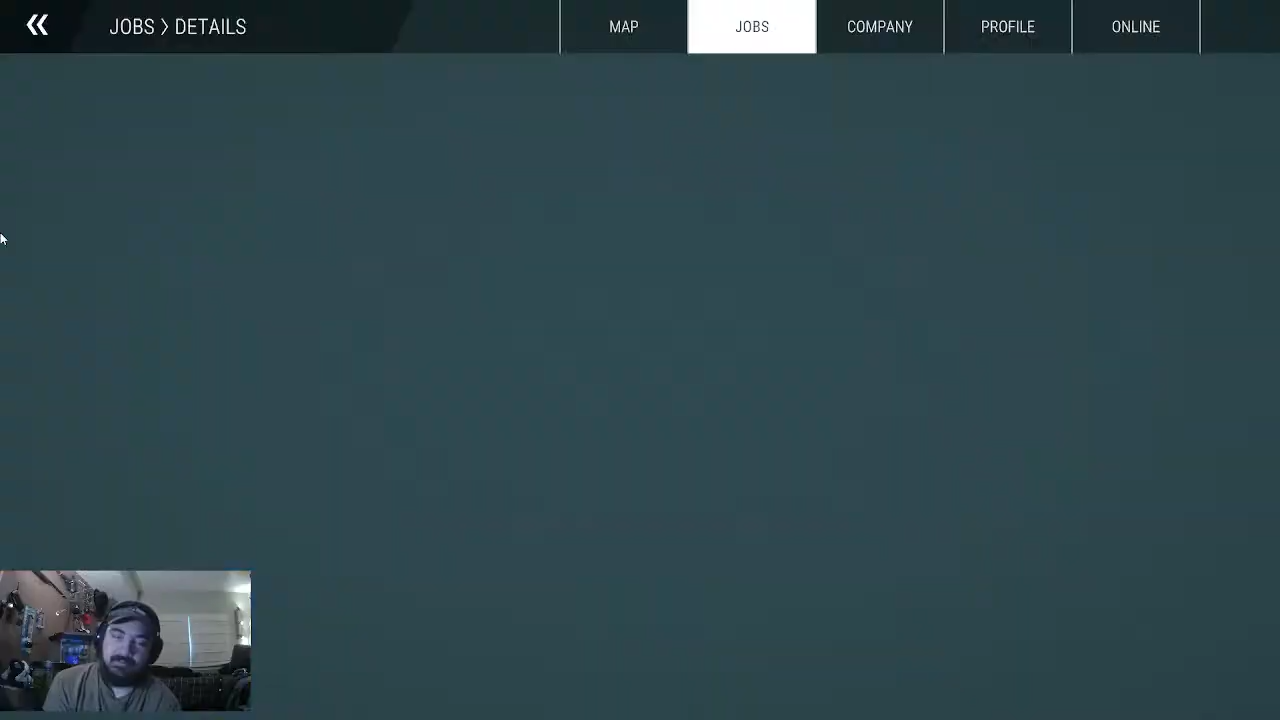 JOBS > DETAILS
MAP
JOBS
COMPANY
PROFILE
ONLINE